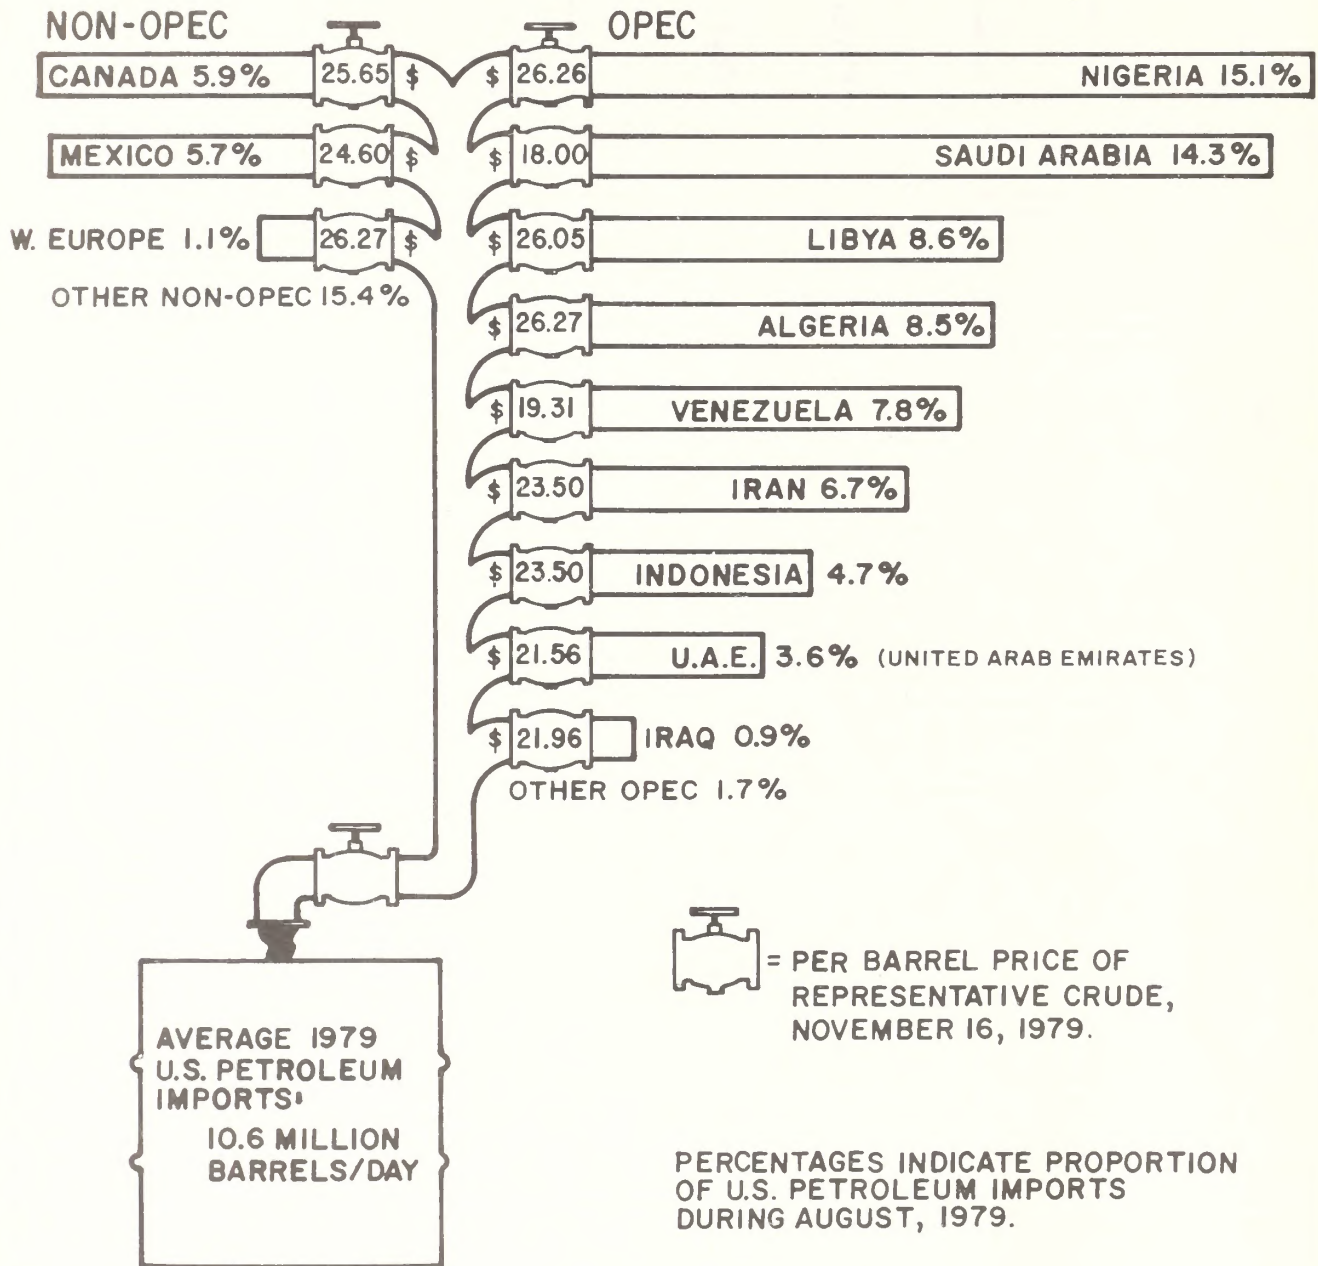 NON-OPEC
CANADA 5.9% 25.65 $
MEXICO 5.7% 24.60 $
W. EUROPE 1.1% 26.27 $
OTHER NON-OPEC 15.4%
OPEC
$ 26.26 NIGERIA 15.1%
$ 18.00 SAUDI ARABIA 14.3%
$ 26.05 LIBYA 8.6%
$ 26.27 ALGERIA 8.5%
$ 19.31 VENEZUELA 7.8%
$ 23.50 IRAN 6.7%
$ 23.50 INDONESIA 4.7%
$ 21.56 U.A.E. 3.6% (UNITED ARAB EMIRATES)
$ 21.96 IRAQ 0.9%
OTHER OPEC 1.7%
AVERAGE 1979
U.S. PETROLEUM
IMPORTS:
10.6 MILLION
BARRELS/DAY
= PER BARREL PRICE OF
REPRESENTATIVE CRUDE,
NOVEMBER 16, 1979.
PERCENTAGES INDICATE PROPORTION
OF U.S. PETROLEUM IMPORTS
DURING AUGUST, 1979.